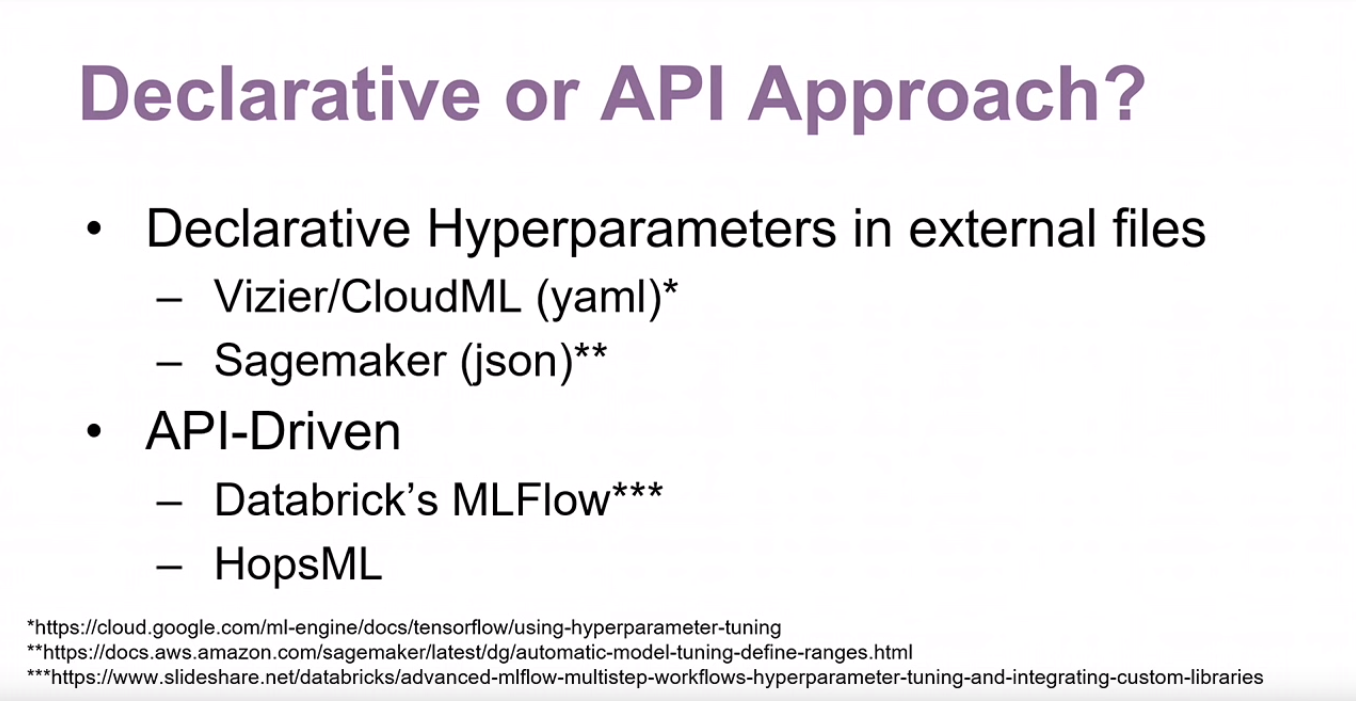 Declarative or API Approach?
• Declarative Hyperparameters in external files
– Vizier/CloudML (yaml)*
– Sagemaker (json)**
• API-Driven
– Databrick’s MLFlow***
– HopsML
*https://cloud.google.com/ml-engine/docs/tensorflow/using-hyperparameter-tuning
**https://docs.aws.amazon.com/sagemaker/latest/dg/automatic-model-tuning-define-ranges.html
***https://www.slideshare.net/databricks/advanced-mlflow-multistep-workflows-hyperparameter-tuning-and-integrating-custom-libraries